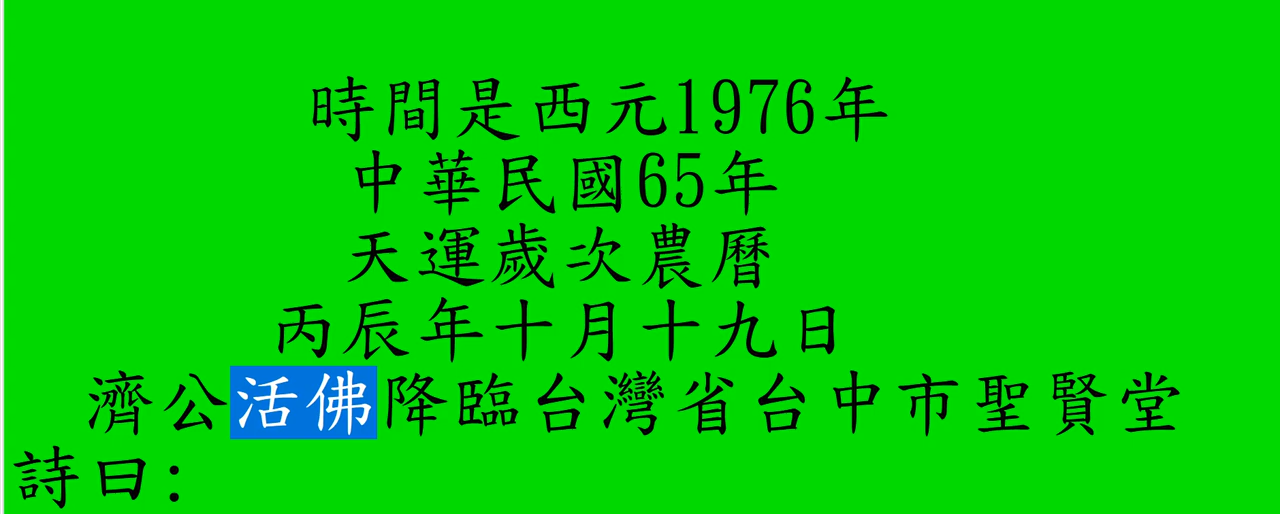 時間是西元1976年
中華民國65年
天運歲次農曆
丙辰年十月十九日
濟公活佛降臨台灣省台中市聖賢堂
詩曰: